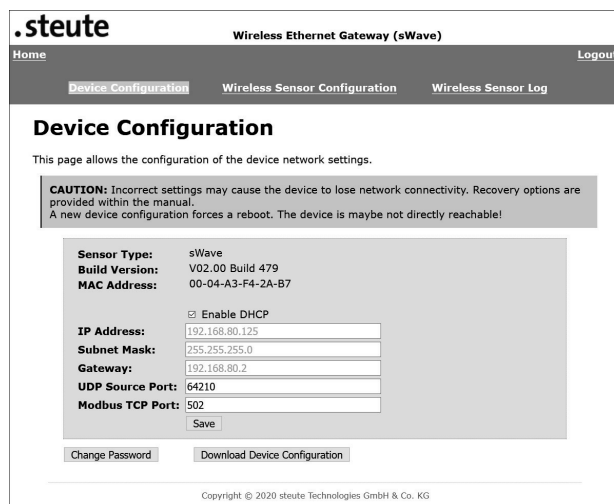 .steute
Wireless Ethernet Gateway (sWave)
Home
Logout
Device Configuration
Wireless Sensor Configuration
Wireless Sensor Log
Device Configuration
This page allows the configuration of the device network settings.
CAUTION: Incorrect settings may cause the device to lose network connectivity. Recovery options are
provided within the manual.
A new device configuration forces a reboot. The device is maybe not directly reachable!
Sensor Type: sWave
Build Version: V02.00 Build 479
MAC Address: 00-04-A3-F4-2A-B7
Enable DHCP
IP Address: 192.168.80.125
Subnet Mask: 255.255.255.0
Gateway: 192.168.80.2
UDP Source Port: 64210
Modbus TCP Port: 502
Save
Change Password
Download Device Configuration
Copyright © 2020 steute Technologies GmbH & Co. KG